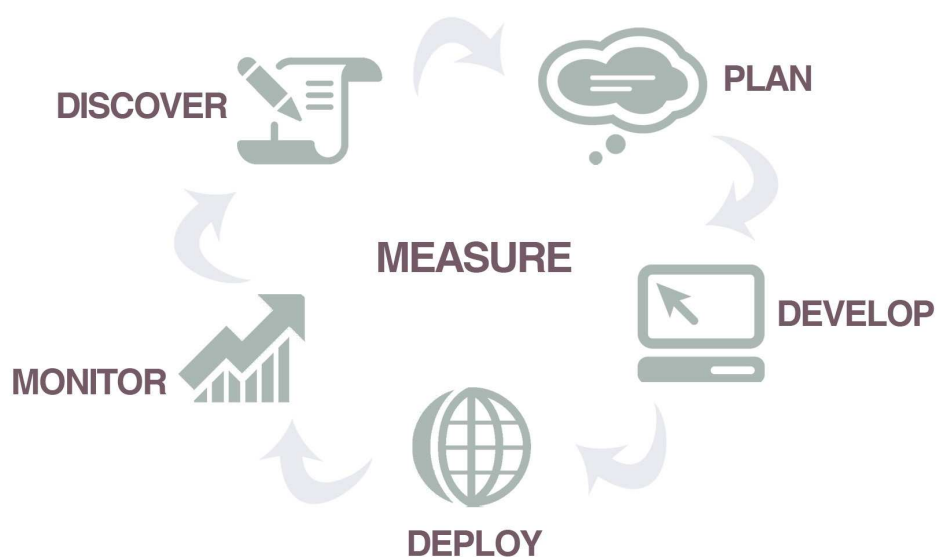 DISCOVER
PLAN
MEASURE
DEVELOP
MONITOR
DEPLOY